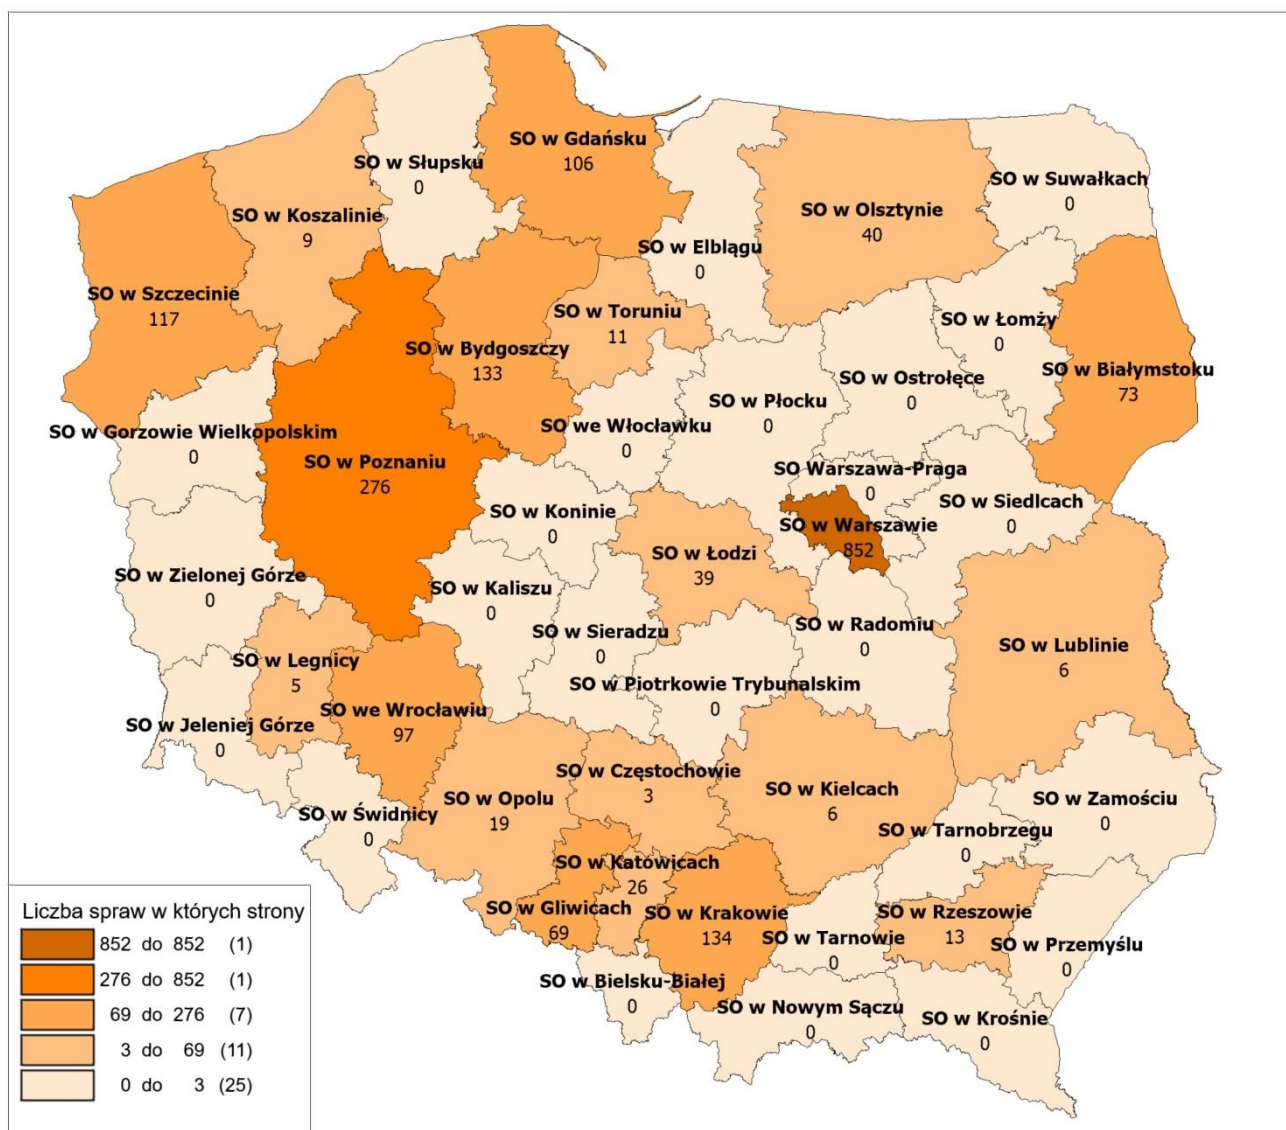 SO w Gdańsku
106
SO w Słupsku
0
SO w Suwałkach
0
SO w Koszalinie
9
SO w Olsztynie
40
SO w Elblągu
0
SO w Szczecinie
117
SO w Toruniu
11
SO w Łomży
0
SO w Bydgoszczy
133
SO w Białymstoku
73
SO w Ostrołęce
0
SO w Płocku
0
SO w Gorzowie Wielkopolskim
0
SO we Włocławku
0
SO w Poznaniu
276
SO Warszawa-Praga
0
SO w Siedlcach
0
SO w Koninie
0
SO w Warszawie
852
SO w Łodzi
39
SO w Zielonej Górze
0
SO w Kaliszu
0
SO w Sieradzu
0
SO w Radomiu
0
SO w Lublinie
6
SO w Legnicy
5
SO w Piotrkowie Trybunalskim
0
SO we Wrocławiu
97
SO w Jeleniej Górze
0
SO w Częstochowie
3
SO w Kielcach
6
SO w Opolu
19
SO w Zamościu
0
SO w Świdnicy
0
SO w Tarnobrzegu
0
SO w Katowicach
26
SO w Gliwicach
69
SO w Krakowie
134
SO w Rzeszowie
13
SO w Tarnowie
0
SO w Przemyślu
0
SO w Bielsku-Białej
0
SO w Nowym Sączu
0
SO w Krośnie
0
Liczba spraw w których strony
852 do 852 (1)
276 do 852 (1)
69 do 276 (7)
3 do 69 (11)
0 do 3 (25)